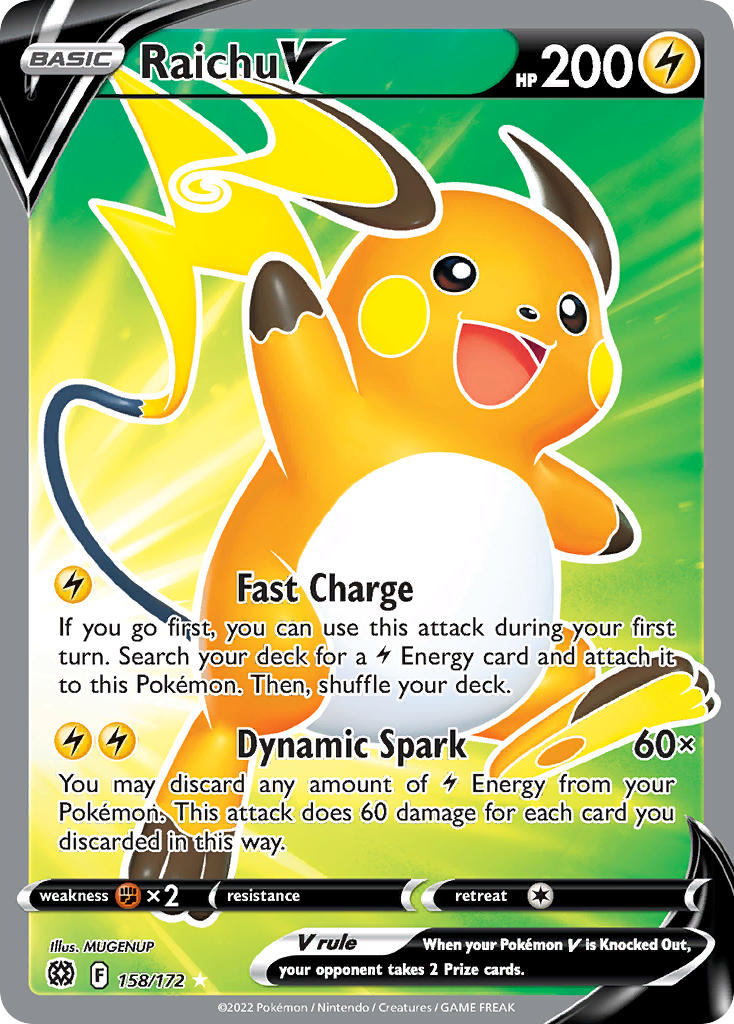 BASIC Raichu V HP 200
Fast Charge
If you go first, you can use this attack during your first
turn. Search your deck for a Energy card and attach it
to this Pokémon. Then, shuffle your deck.
Dynamic Spark 60×
You may discard any amount of Energy from your
Pokémon. This attack does 60 damage for each card you
discarded in this way.
weakness ×2 resistance retreat
Illus. MUGENUP
V rule When your Pokémon V is Knocked Out,
your opponent takes 2 Prize cards.
F 158/172
©2022 Pokémon / Nintendo / Creatures / GAME FREAK